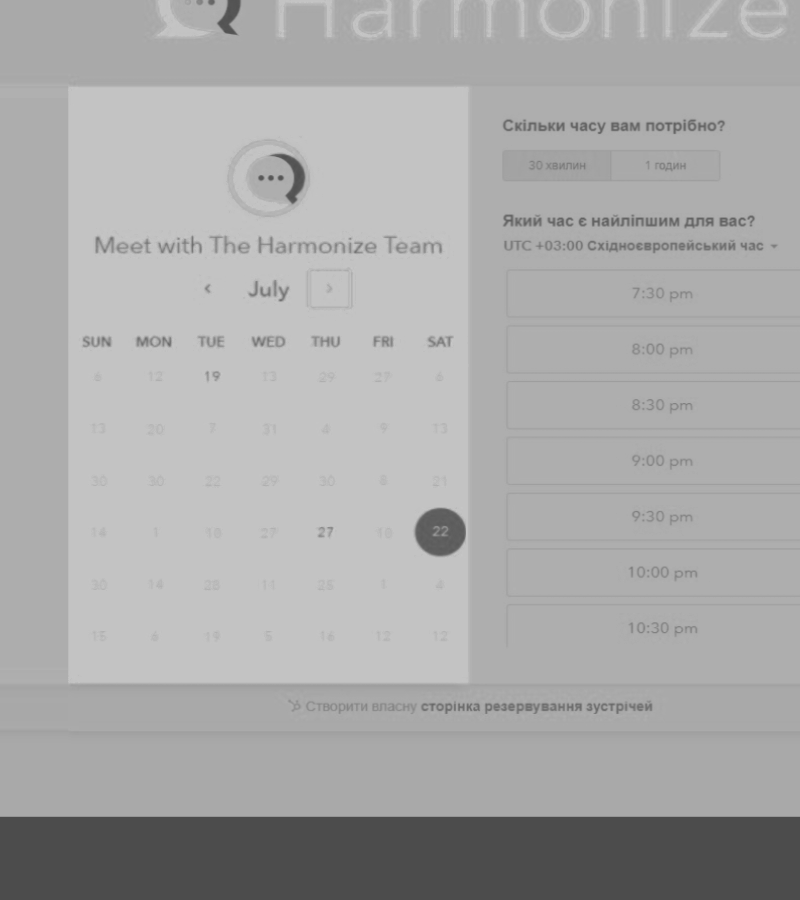 Harmonize
Meet with The Harmonize Team
July
SUN MON TUE WED THU FRI SAT
6 12 19 13 29 27 6
13 20 7 31 4 9 13
30 30 22 29 30 8 21
14 1 27 27 18 22
30 14 14 25 1 4
15 6 19 5 16 12 12
Скільки часу вам потрібно?
30 хвилин 1 годин
Який час є найліпшим для вас?
UTC +03:00 Східноєвропейський час
7:30 pm
8:00 pm
8:30 pm
9:00 pm
9:30 pm
10:00 pm
10:30 pm
Створити власну сторінка резервування зустрічей